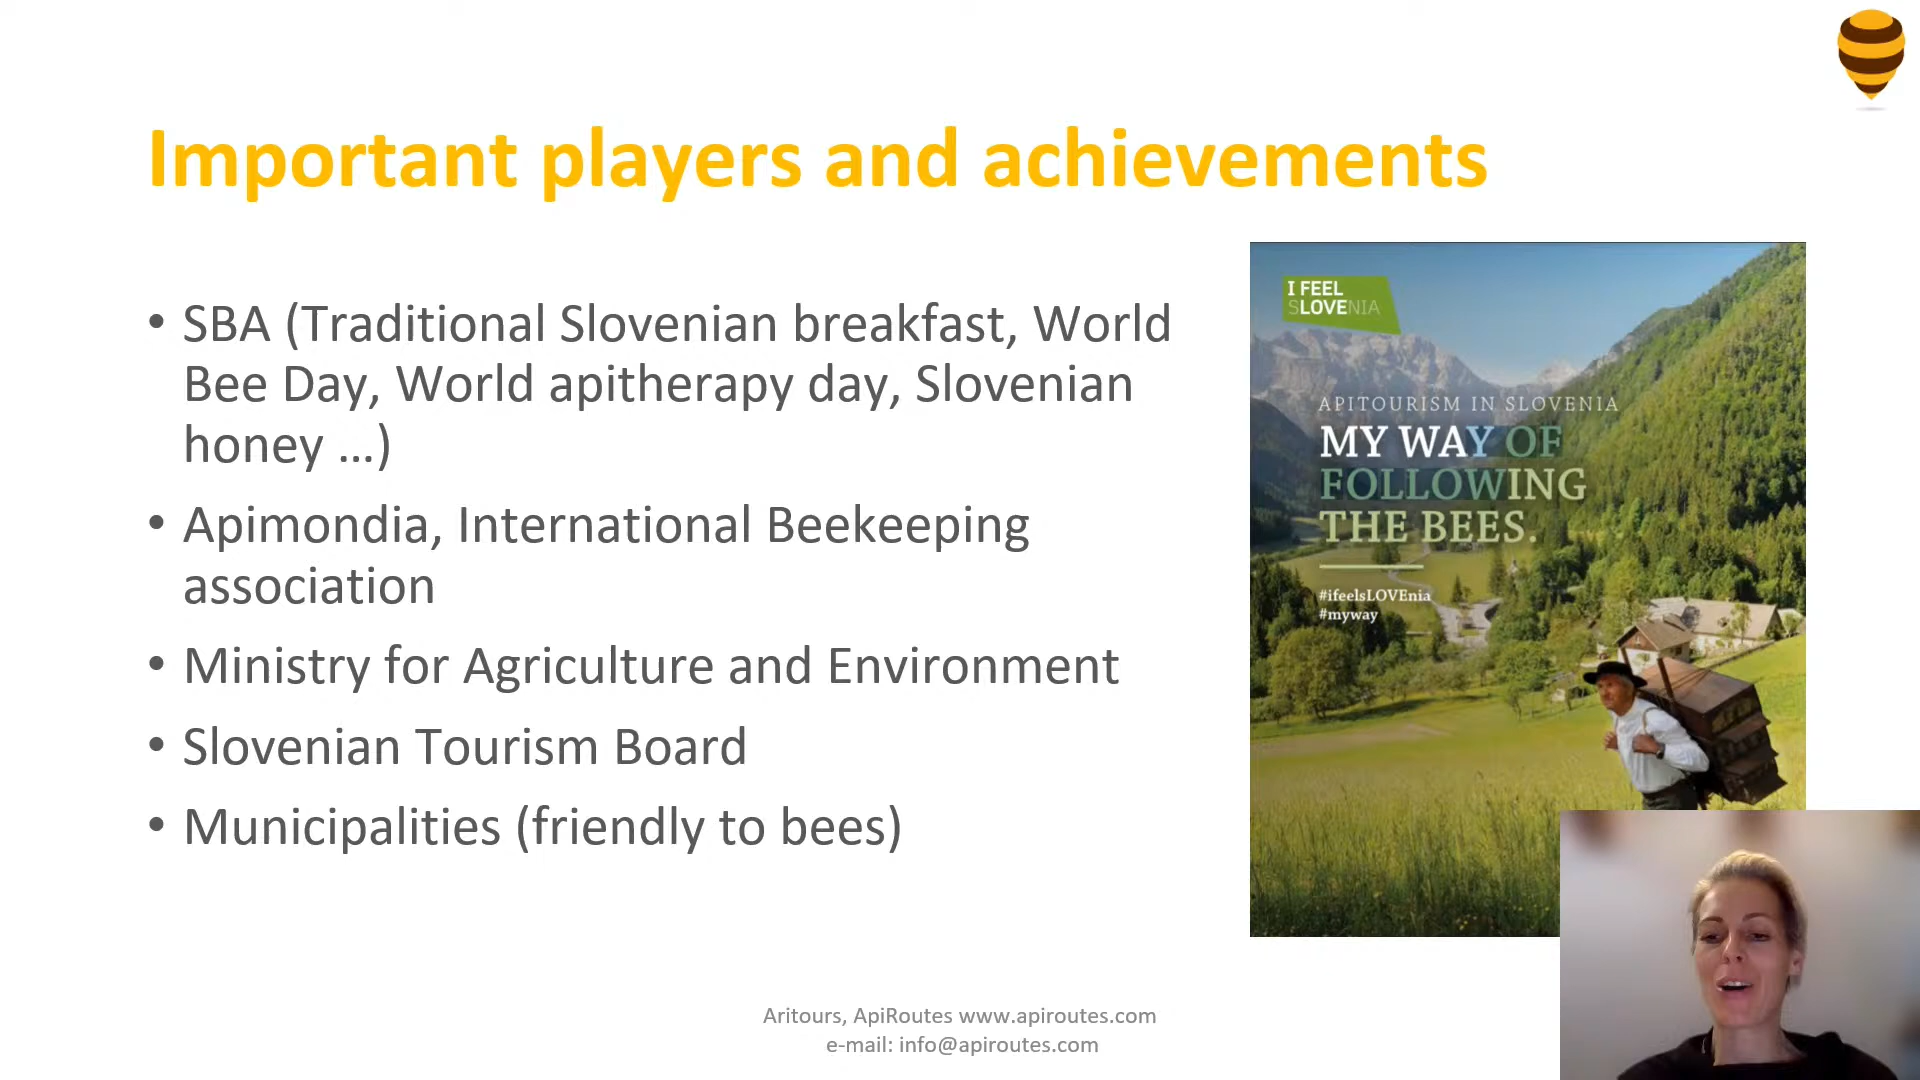 Important players and achievements
• SBA (Traditional Slovenian breakfast, World
Bee Day, World apitherapy day, Slovenian
honey ...)
• Apimondia, International Beekeeping
association
• Ministry for Agriculture and Environment
• Slovenian Tourism Board
• Municipalities (friendly to bees)
I FEEL
SLOVENIA
APITOURISM IN SLOVENIA
MY WAY OF
FOLLOWING
THE BEES.
#ifeelsLOVEnia
#myway
Aritours, ApiRoutes www.apiroutes.com
e-mail: info@apiroutes.com